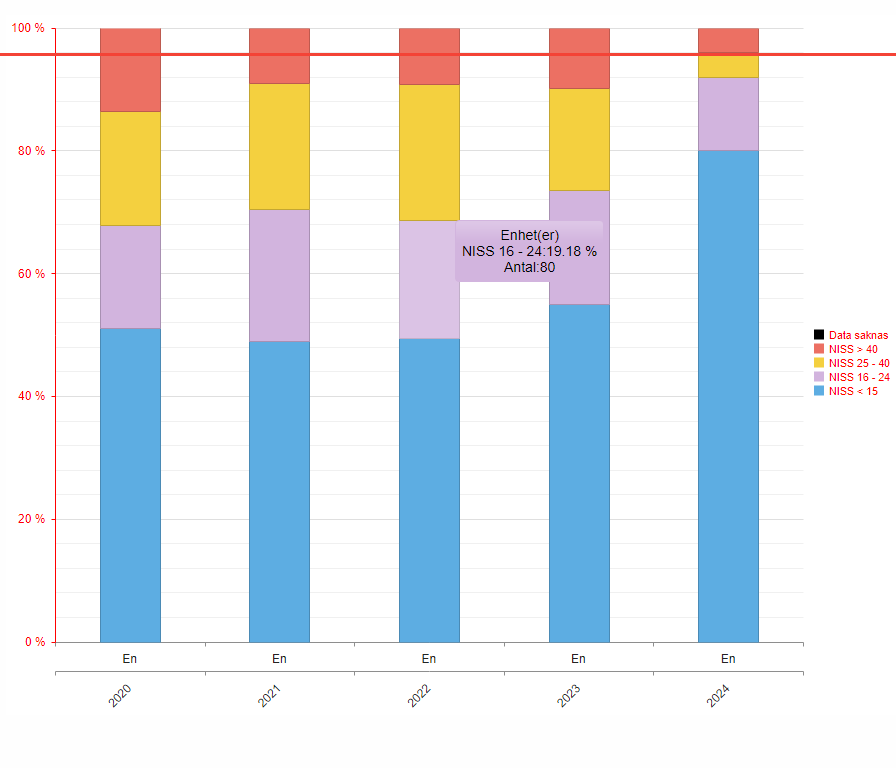 100 %
80 %
60 %
40 %
20 %
0 %
Enhet(er)
NISS 16 - 24:19.18 %
Antal:80
Data saknas
NISS > 40
NISS 25 - 40
NISS 16 - 24
NISS < 15
En En En En En
2020 2021 2022 2023 2024